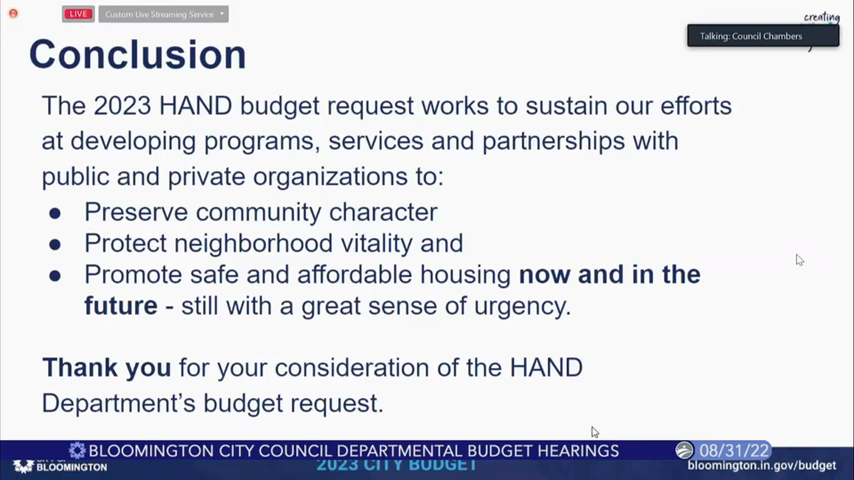 LIVE
Custom Live Streaming Service
creating
Talking: Council Chambers
Conclusion
The 2023 HAND budget request works to sustain our efforts
at developing programs, services and partnerships with
public and private organizations to:
● Preserve community character
● Protect neighborhood vitality and
● Promote safe and affordable housing now and in the
future - still with a great sense of urgency.
Thank you for your consideration of the HAND
Department's budget request.
BLOOMINGTON CITY COUNCIL DEPARTMENTAL BUDGET HEARINGS
08/31/22
BLOOMINGTON
2023 CITY BUDGET
bloomington.in.gov/budget